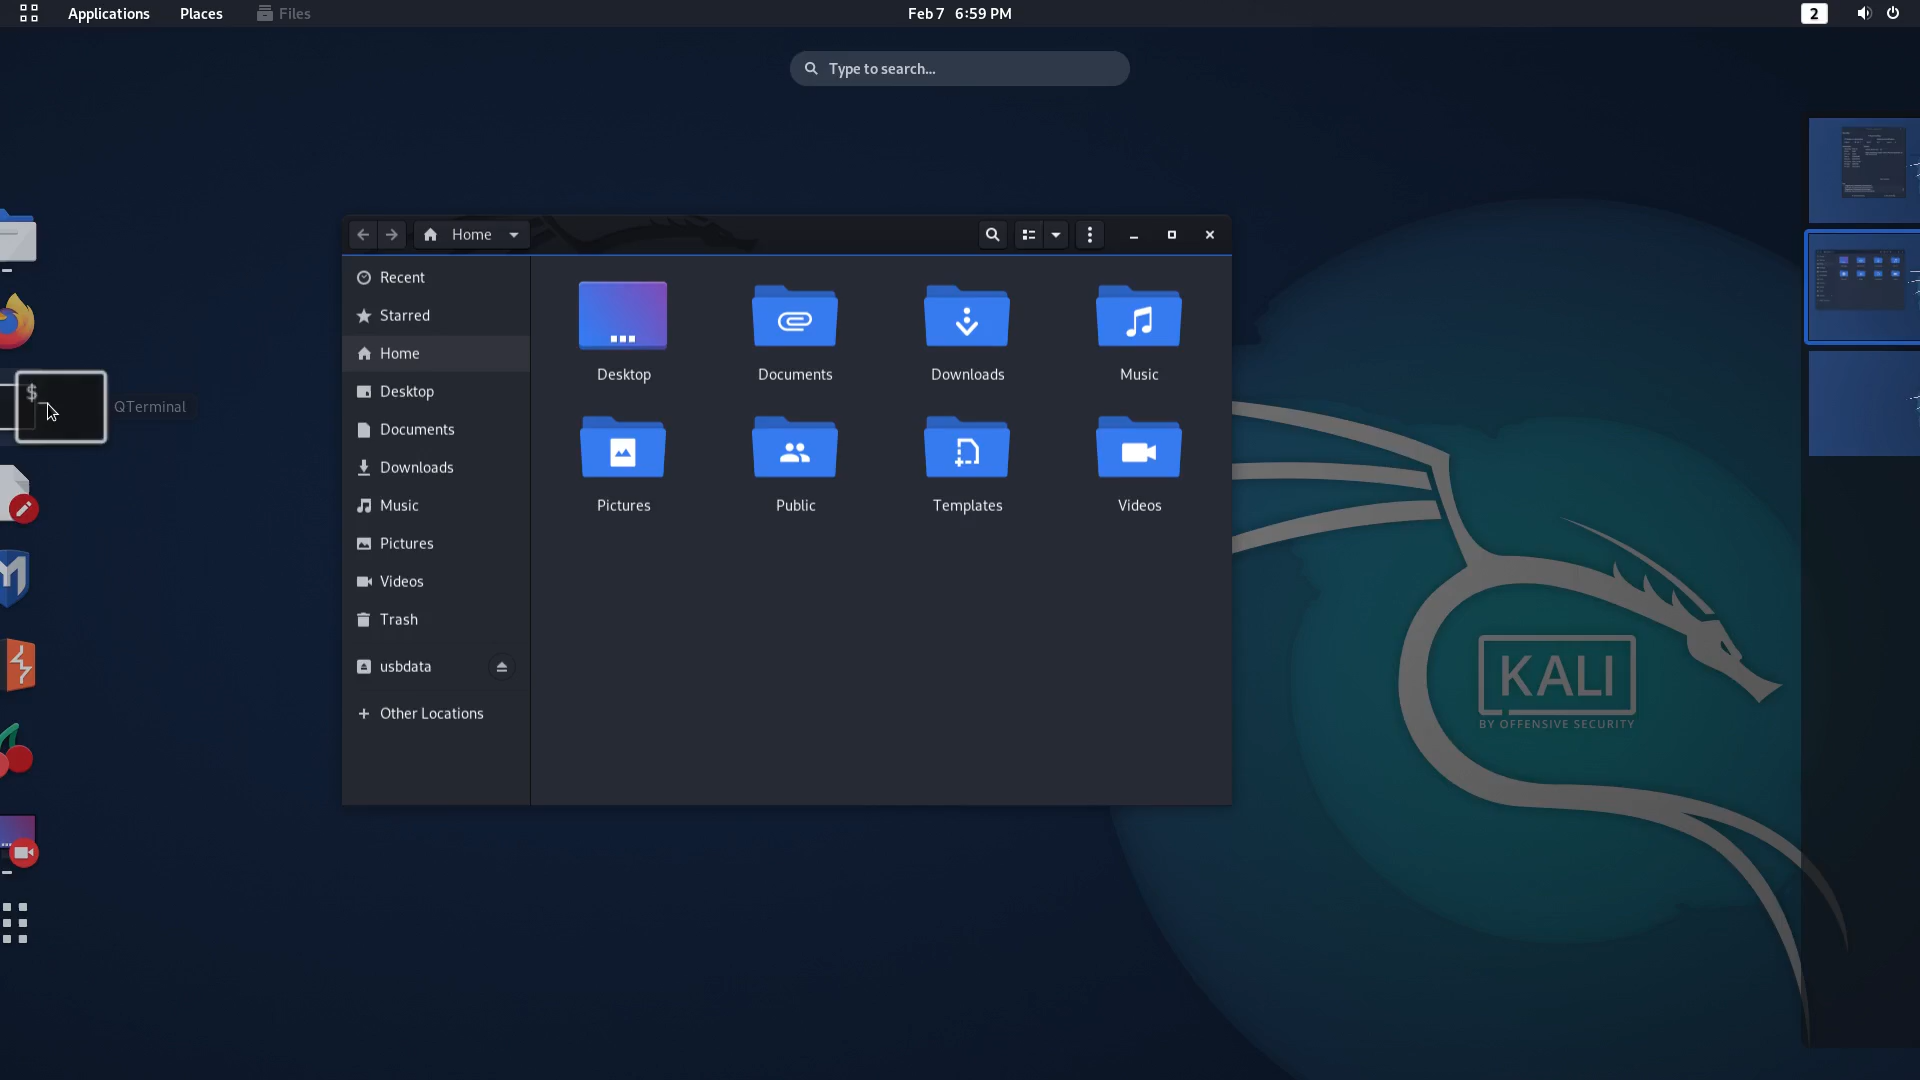 Applications Places Files Feb 7 6:59 PM 2
Type to search...
Home
Recent
Starred
Home
Desktop
Documents
Downloads
Music
Pictures
Videos
Trash
usbdata
Other Locations
Desktop Documents Downloads Music
Pictures Public Templates Videos
$_
QTerminal
KALI
BY OFFENSIVE SECURITY